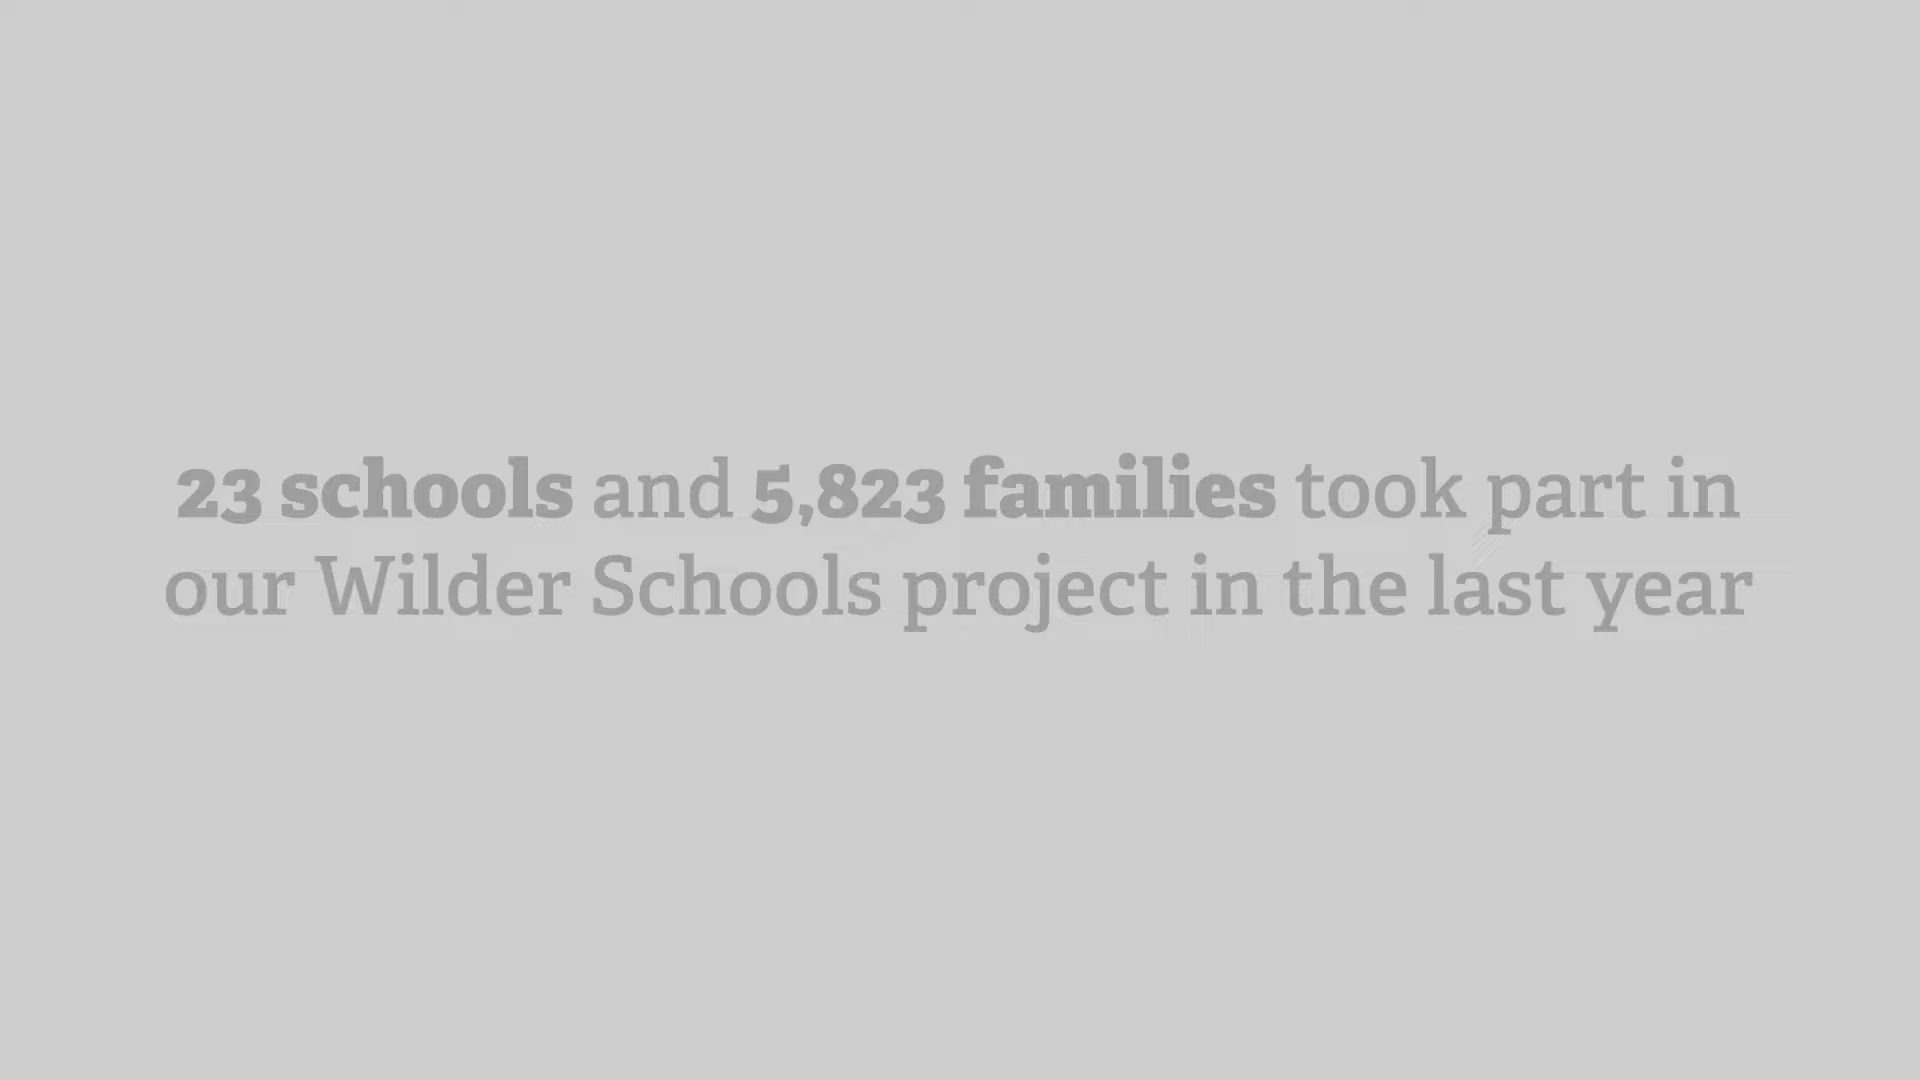 23 schools and 5,823 families took part in
our Wilder Schools project in the last year